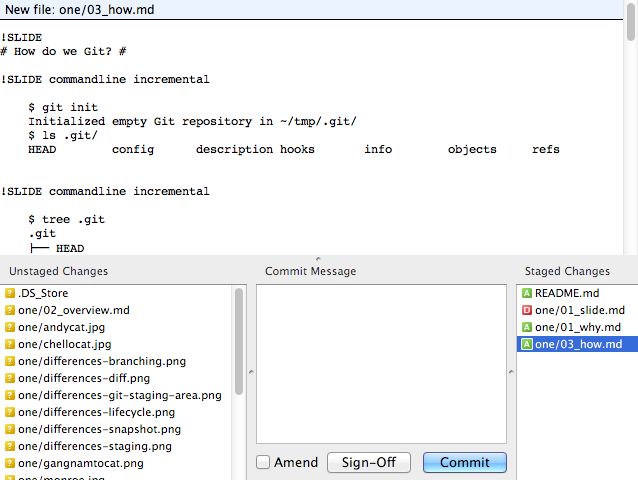 New file: one/03_how.md
!SLIDE
# How do we Git? #
!SLIDE commandline incremental
$ git init
Initialized empty Git repository in ~/tmp/.git/
$ ls .git/
HEAD config description hooks info objects refs
!SLIDE commandline incremental
$ tree .git
.git
├── HEAD
Unstaged Changes
.DS_Store
one/02_overview.md
one/andycat.jpg
one/chellocat.jpg
one/differences-branching.png
one/differences-diff.png
one/differences-git-staging-area.png
one/differences-lifecycle.png
one/differences-snapshot.png
one/differences-staging.png
one/gangnamtocat.png
one/monroe.jpg
Commit Message
Amend
Sign-Off
Commit
Staged Changes
A README.md
D one/01_slide.md
A one/01_why.md
A one/03_how.md